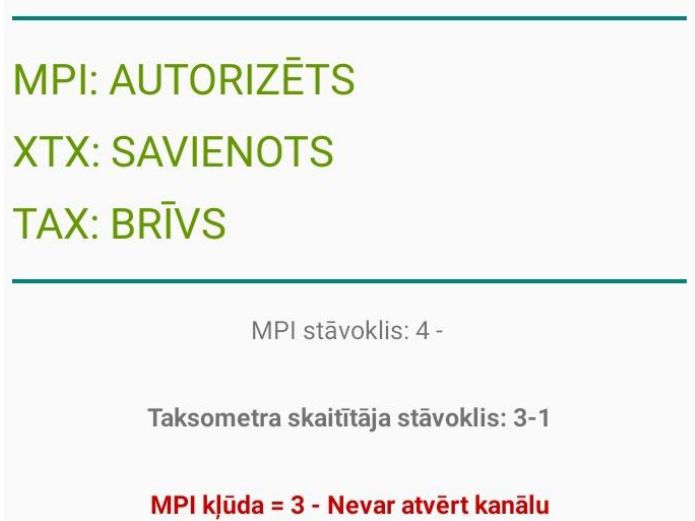 MPI: AUTORIZĒTS
XTX: SAVIENOTS
TAX: BRĪVS
MPI stāvoklis: 4 -
Taksometra skaitītāja stāvoklis: 3-1
MPI kļūda = 3 - Nevar atvērt kanālu